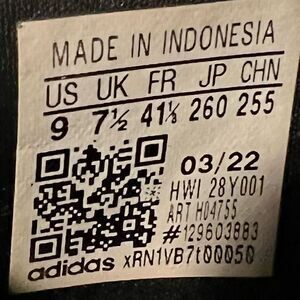 MADE IN INDONESIA
US UK FR JP CHN
9 7½ 41⅓ 260 255
03/22
HWI 28Y001
ART H04755
#129603883
adidas xRN1VB7t00050